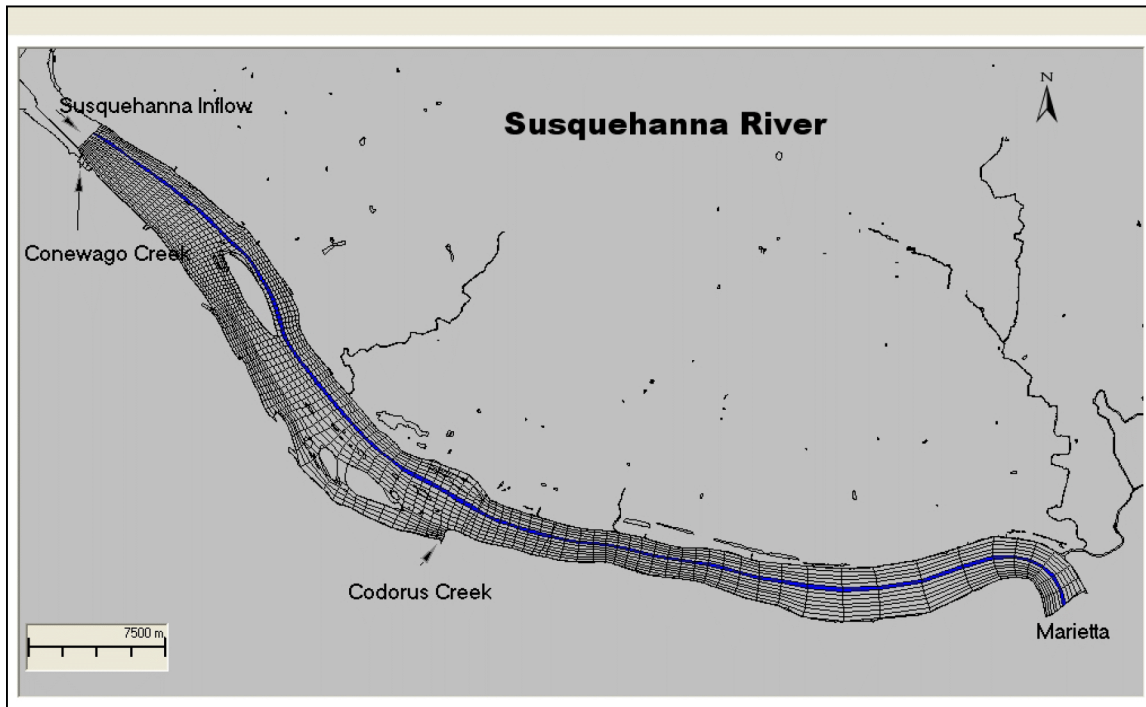 N
Susquehanna Inflow
Susquehanna River
Conewago Creek
Codorus Creek
7500 m
Marietta